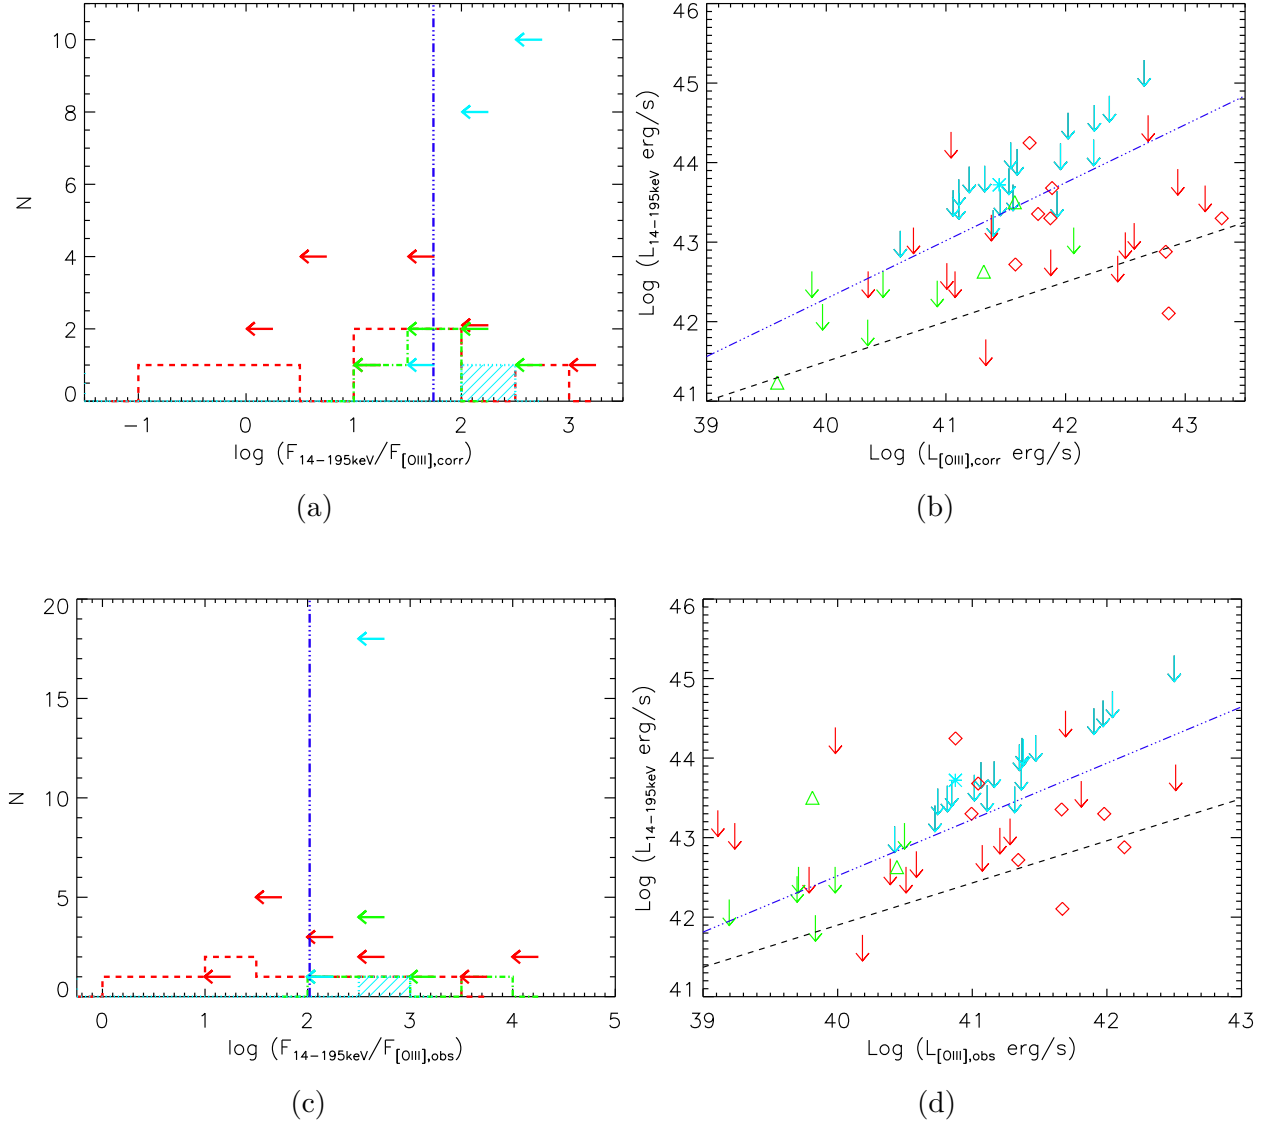 10
8
6
4
2
0
N
−1 0 1 2 3
log (F14−195keV/F[OIII],corr)
(a)
46
45
44
43
42
41
Log (L14−195keV erg/s)
39 40 41 42 43
Log (L[OIII],corr erg/s)
(b)
20
15
10
5
0
N
0 1 2 3 4 5
log (F14−195keV/F[OIII],obs)
(c)
46
45
44
43
42
41
Log (L14−195keV erg/s)
39 40 41 42 43
Log (L[OIII],obs erg/s)
(d)